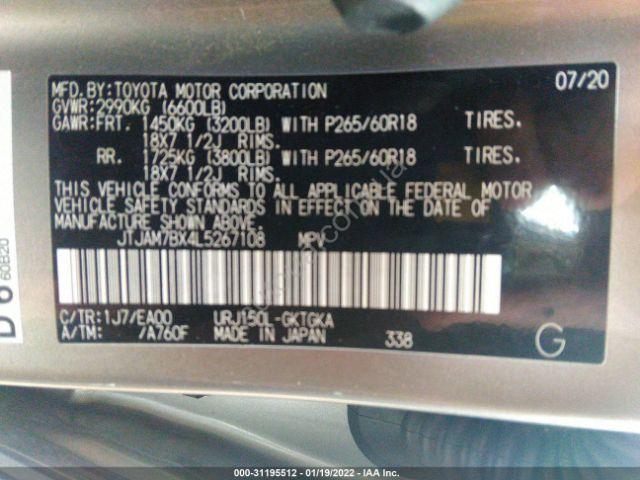 MFD.BY:TOYOTA MOTOR CORPORATION 07/20
GVWR:2990KG (6600LB)
GAWR:FRT. 1450KG (3200LB) WITH P265/60R18 TIRES.
18X7 1/2J RIMS.
RR. 1725KG (3800LB) WITH P265/60R18 TIRES.
18X7 1/2J RIMS.
THIS VEHICLE CONFORMS TO ALL APPLICABLE FEDERAL MOTOR
VEHICLE SAFETY STANDARDS IN EFFECT ON THE DATE OF
MANUFACTURE SHOWN ABOVE.
JTJAM7BX4L5267108 MPV
C/TR:1J7/EA00 URJ150L-GKTGKA
A/TM: /A760F MADE IN JAPAN 338
G
60B20
000-31195512 - 01/19/2022 - IAA Inc.